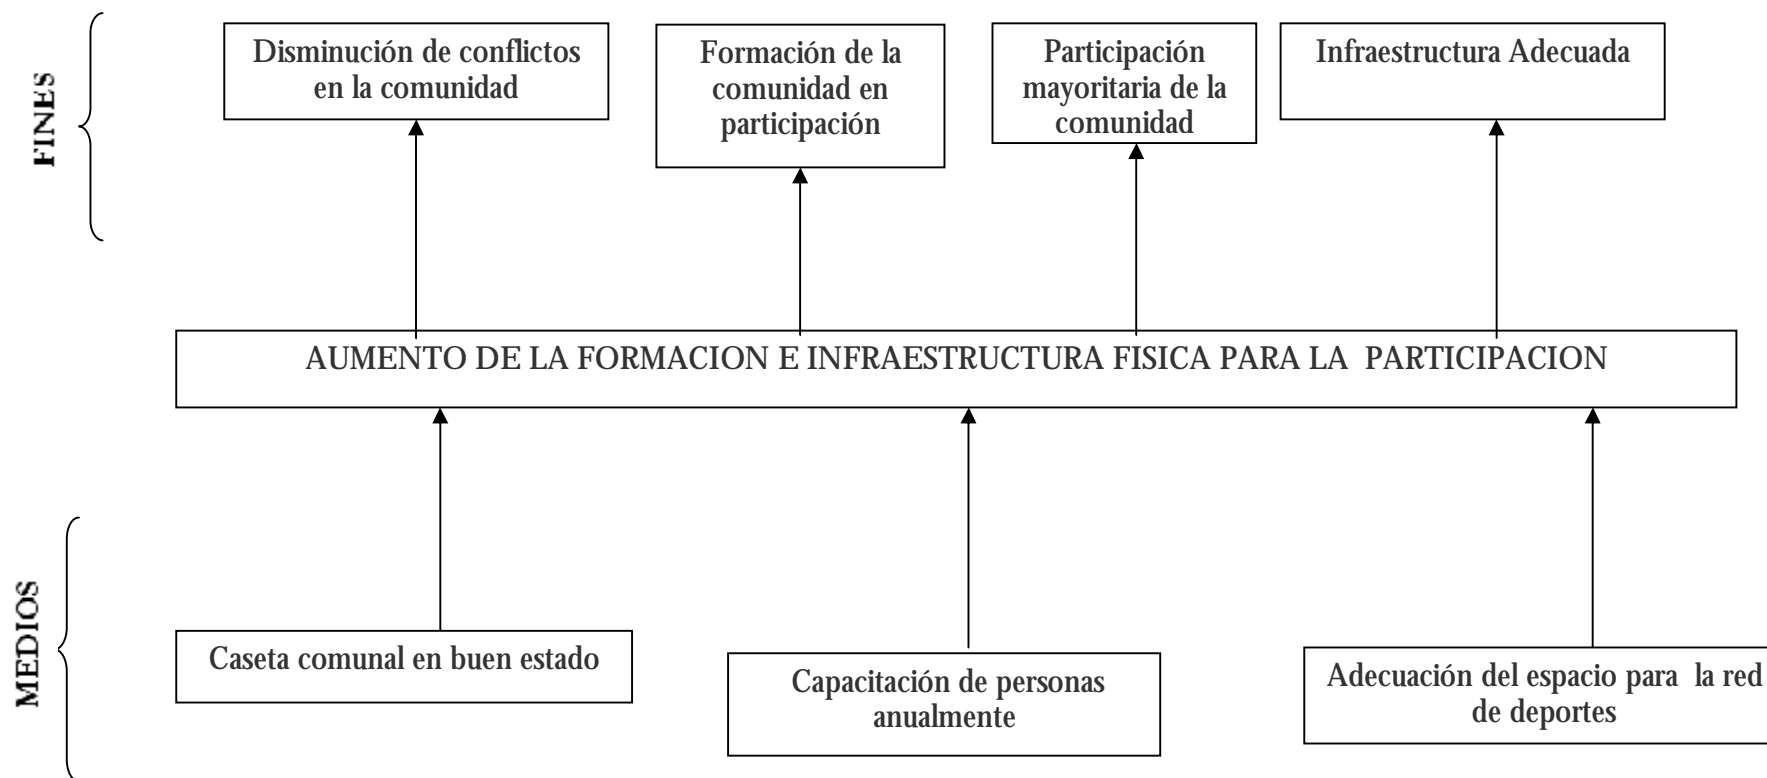 FINES
Disminución de conflictos
en la comunidad
Formación de la
comunidad en
participación
Participación
mayoritaria de la
comunidad
Infraestructura Adecuada
AUMENTO DE LA FORMACION E INFRAESTRUCTURA FISICA PARA LA PARTICIPACION
MEDIOS
Caseta comunal en buen estado
Capacitación de personas
anualmente
Adecuación del espacio para la red
de deportes